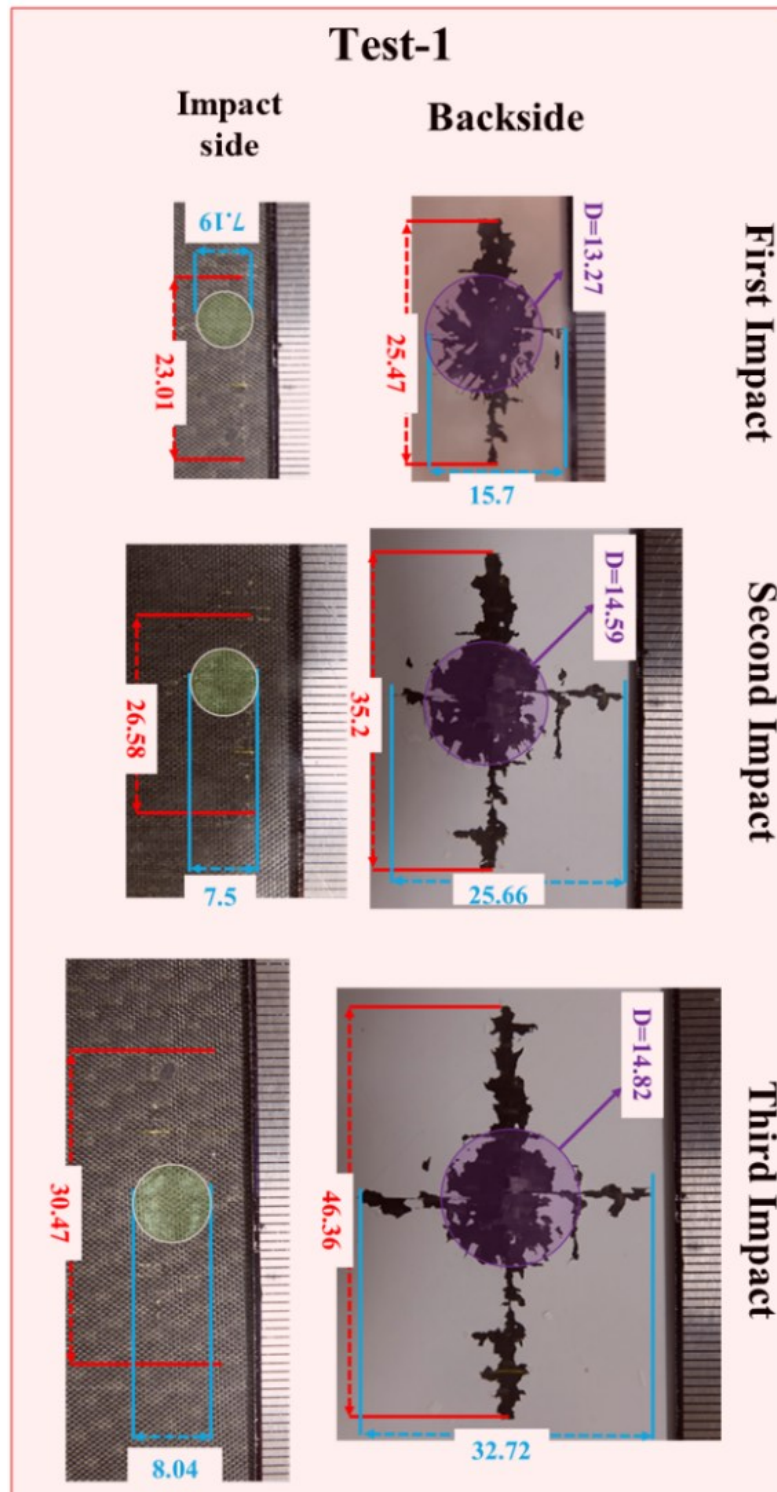 Test-1
Impact
side
Backside
First Impact
7.19
23.01
D=13.27
25.47
15.7
Second Impact
26.58
7.5
D=14.59
35.2
25.66
Third Impact
30.47
8.04
D=14.82
46.36
32.72